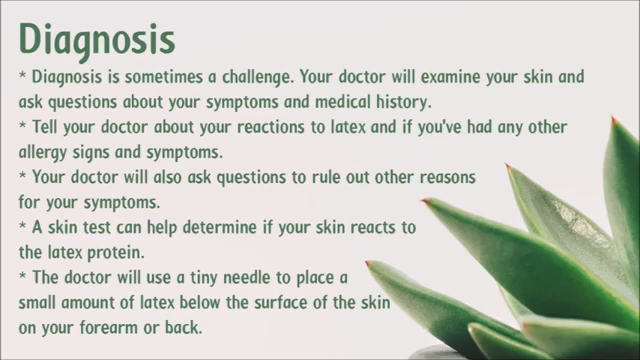 Diagnosis
* Diagnosis is sometimes a challenge. Your doctor will examine your skin and
ask questions about your symptoms and medical history.
* Tell your doctor about your reactions to latex and if you've had any other
allergy signs and symptoms.
* Your doctor will also ask questions to rule out other reasons
for your symptoms.
* A skin test can help determine if your skin reacts to
the latex protein.
* The doctor will use a tiny needle to place a
small amount of latex below the surface of the skin
on your forearm or back.